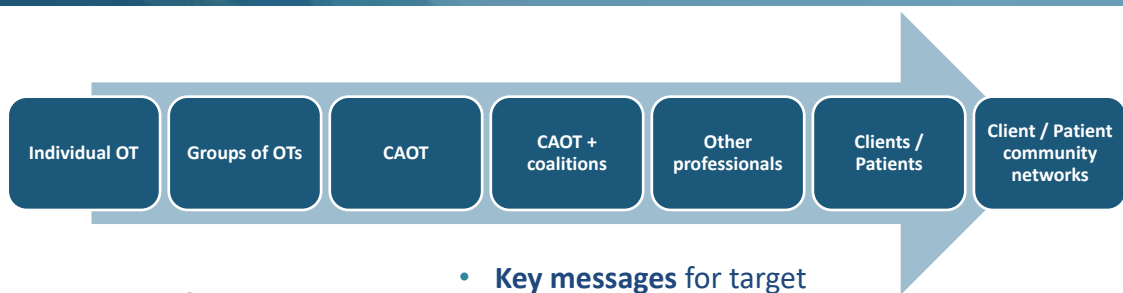 Individual OT
Groups of OTs
CAOT
CAOT +
coalitions
Other
professionals
Clients /
Patients
Client / Patient
community
networks
• Key messages for target